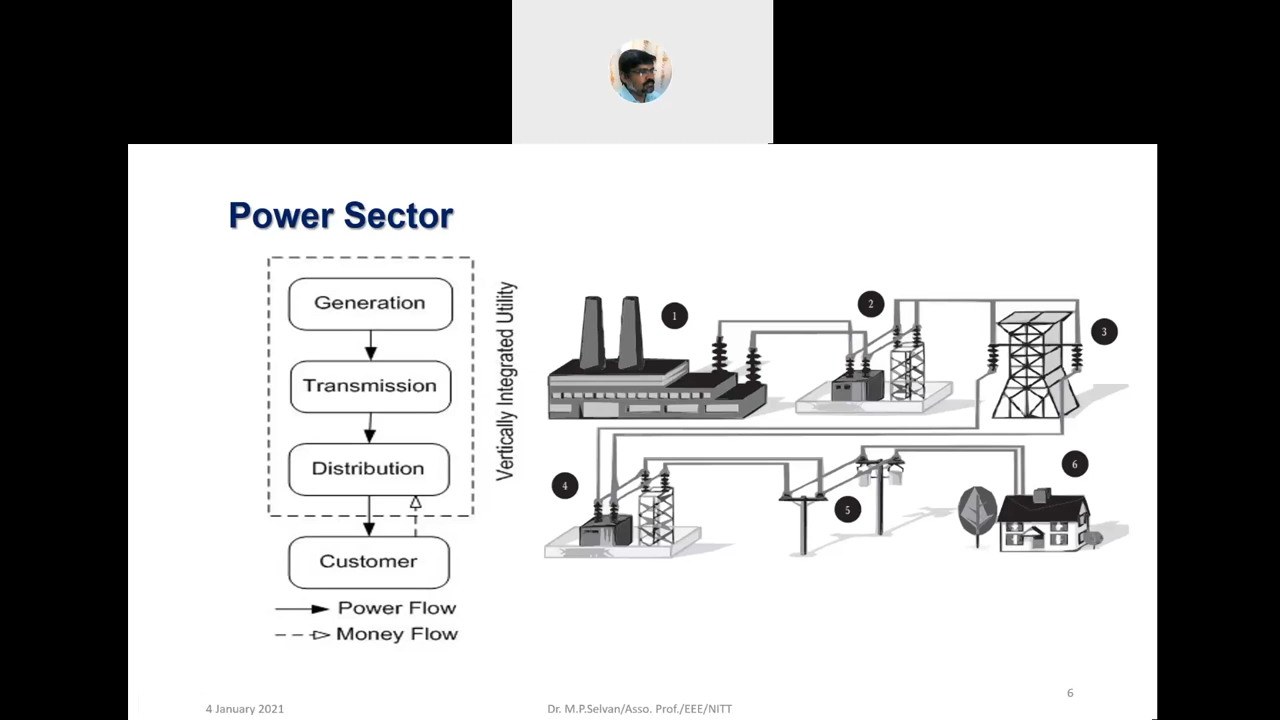 Power Sector
Generation
Transmission
Distribution
Customer
Power Flow
Money Flow
Vertically Integrated Utility
1
2
3
4
5
6
6
4 January 2021
Dr. M.P.Selvan/Asso. Prof./EEE/NITT